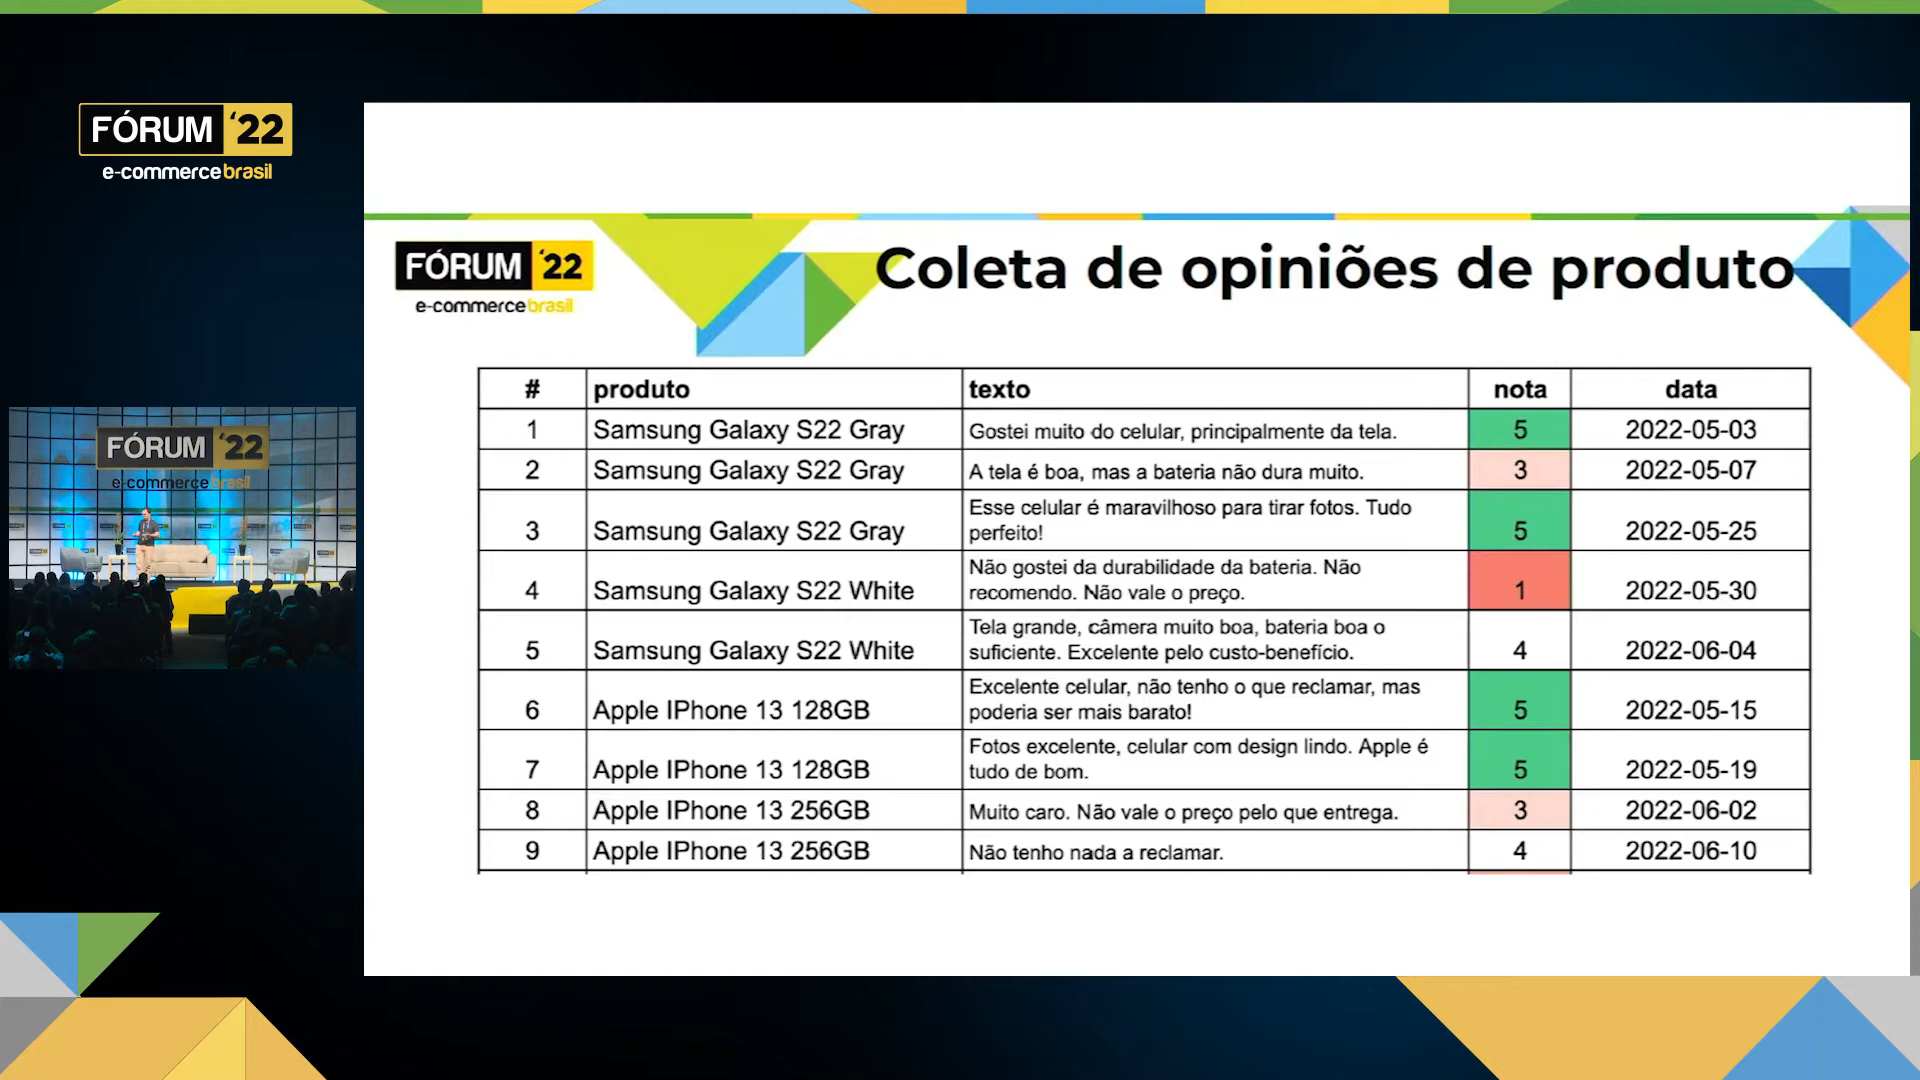 FÓRUM '22
e-commercebrasil
FÓRUM '22
e-commercebrasil
Coleta de opiniões de produto
# produto texto nota data
1 Samsung Galaxy S22 Gray Gostei muito do celular, principalmente da tela. 5 2022-05-03
2 Samsung Galaxy S22 Gray A tela é boa, mas a bateria não dura muito. 3 2022-05-07
3 Samsung Galaxy S22 Gray Esse celular é maravilhoso para tirar fotos. Tudo
perfeito! 5 2022-05-25
4 Samsung Galaxy S22 White Não gostei da durabilidade da bateria. Não
recomendo. Não vale o preço. 1 2022-05-30
5 Samsung Galaxy S22 White Tela grande, câmera muito boa, bateria boa o
suficiente. Excelente pelo custo-benefício. 4 2022-06-04
6 Apple IPhone 13 128GB Excelente celular, não tenho o que reclamar, mas
poderia ser mais barato! 5 2022-05-15
7 Apple IPhone 13 128GB Fotos excelente, celular com design lindo. Apple é
tudo de bom. 5 2022-05-19
8 Apple IPhone 13 256GB Muito caro. Não vale o preço pelo que entrega. 3 2022-06-02
9 Apple IPhone 13 256GB Não tenho nada a reclamar. 4 2022-06-10
FÓRUM '22
e-commercebrasil